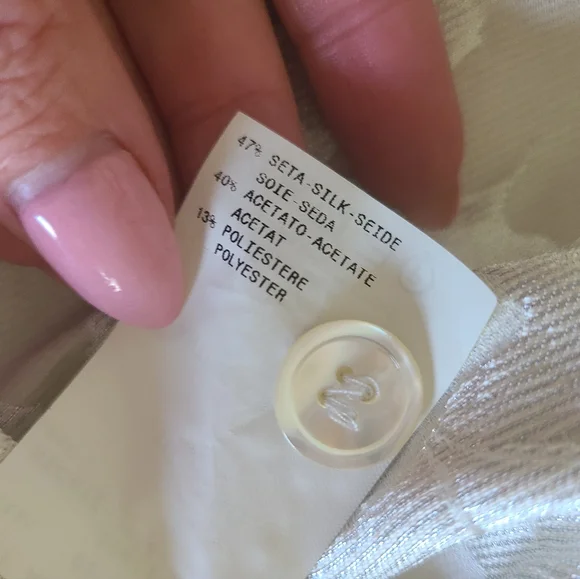 47% SETA-SILK-SEIDE
SOIE-SEDA
40% ACETATO-ACETATE
ACETAT
13% POLIESTERE
POLYESTER